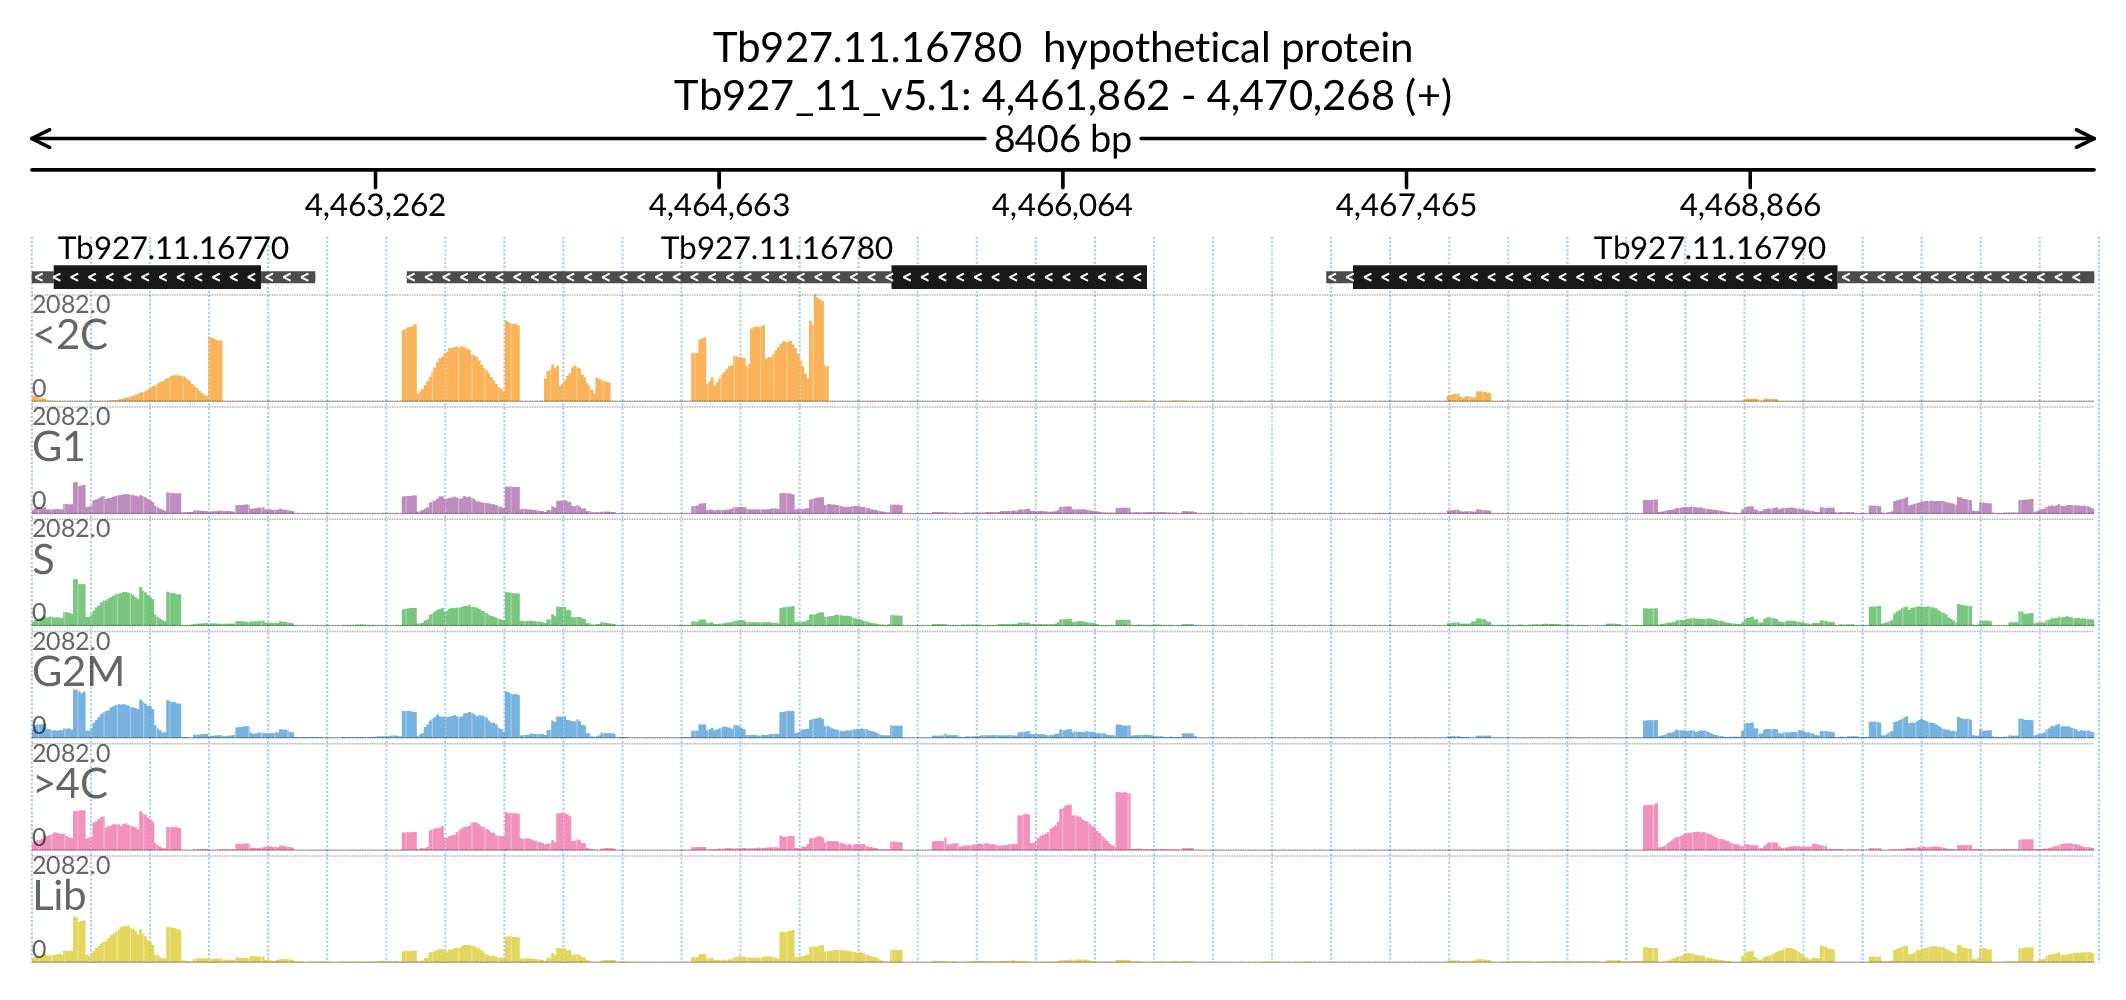 Tb927.11.16780  hypothetical protein
Tb927_11_v5.1: 4,461,862 - 4,470,268 (+)
8406 bp
4,463,262 4,464,663 4,466,064 4,467,465 4,468,866
Tb927.11.16770 Tb927.11.16780 Tb927.11.16790
2082.0
<2C
0
2082.0
G1
0
2082.0
S
0
2082.0
G2M
0
2082.0
>4C
0
2082.0
Lib
0